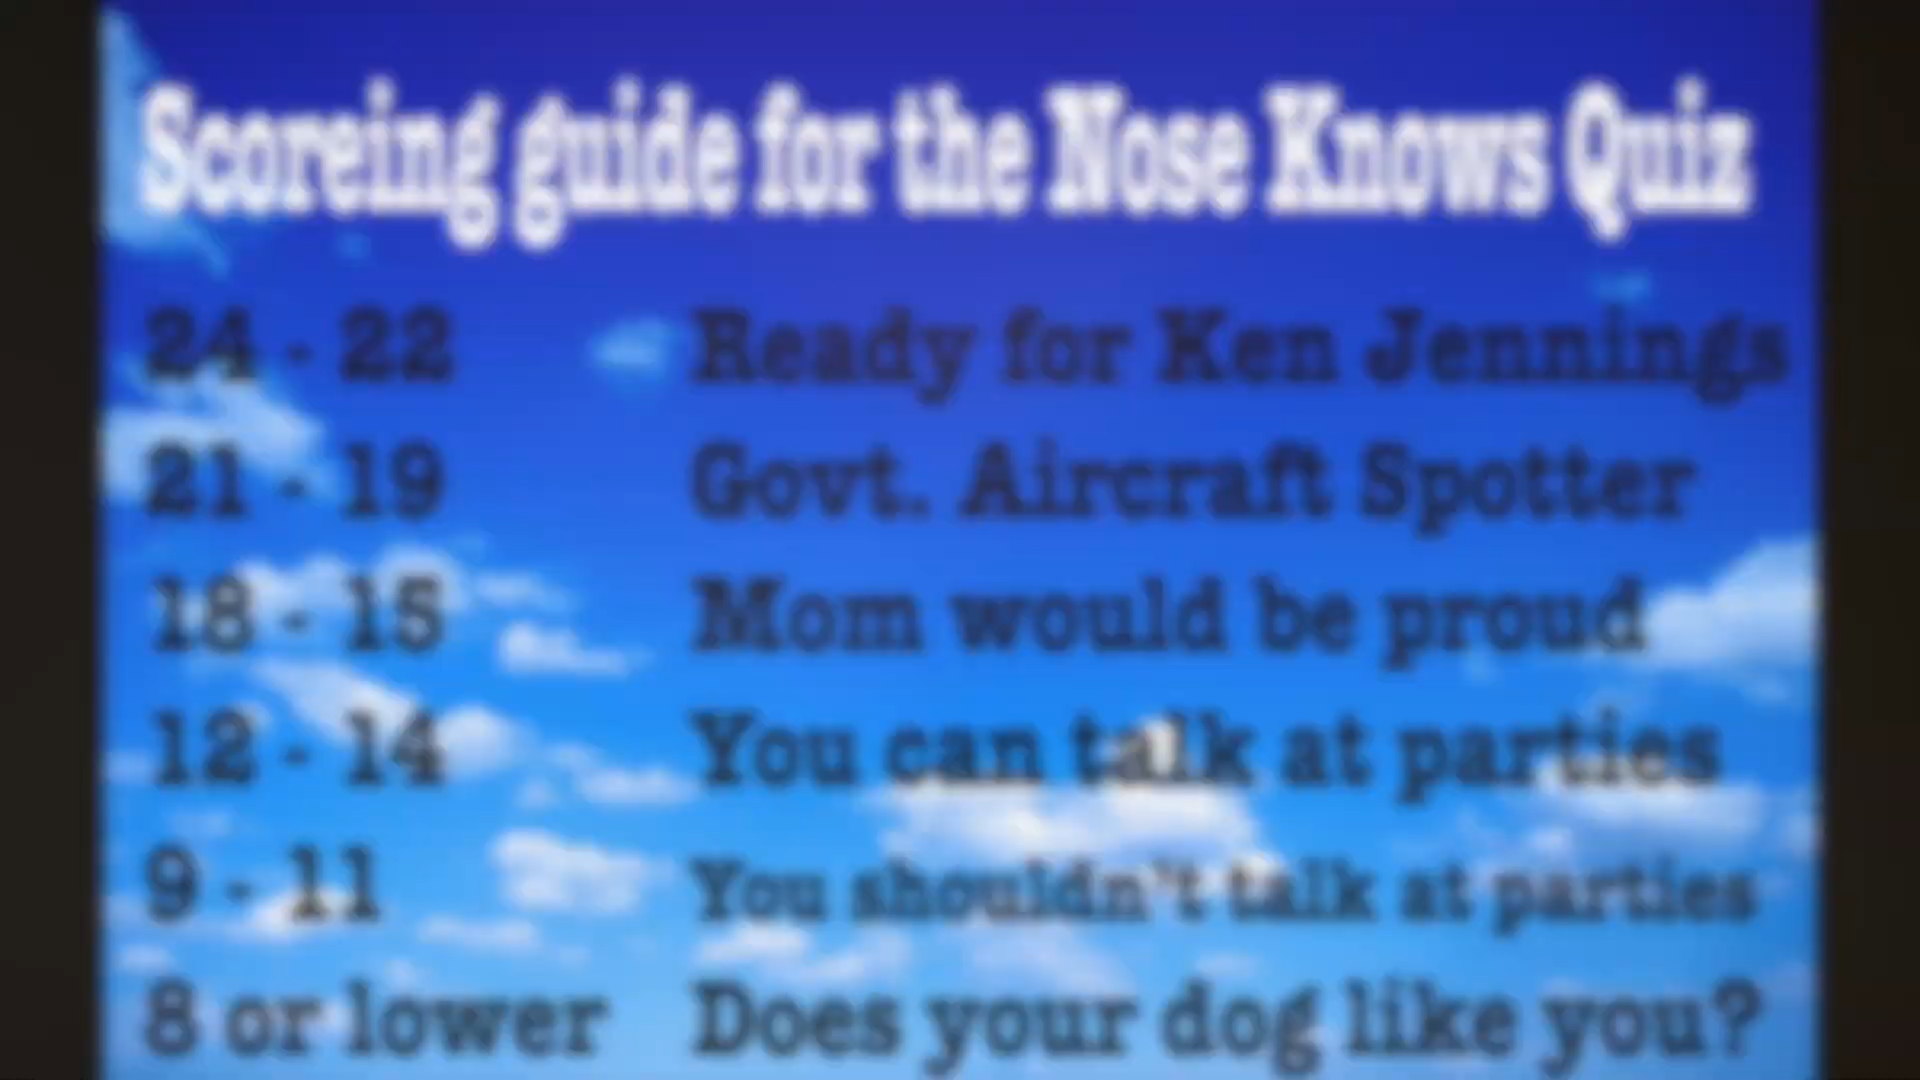 Scoreing guide for the Nose Knows Quiz
24 - 22 Ready for Ken Jennings
21 - 19 Govt. Aircraft Spotter
18 - 15 Mom would be proud
12 - 14 You can talk at parties
9 - 11 You shouldn't talk at parties
8 or lower Does your dog like you?